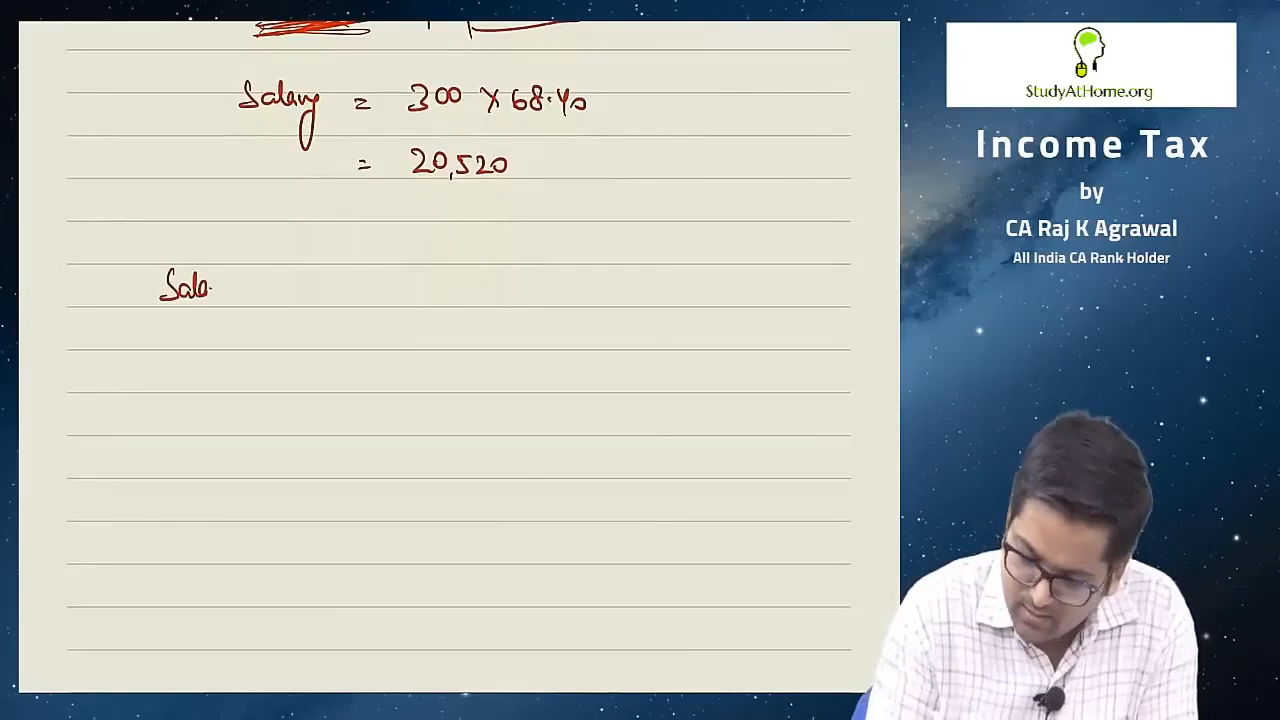 Salary = 300 × 68.40
= 20,520
Sala
StudyAtHome.org
Income Tax
by
CA Raj K Agrawal
All India CA Rank Holder